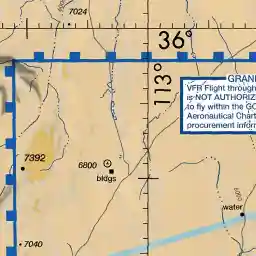 7024
36°
113°
GRAN
VFR Flight through
is NOT AUTHORIZ
to fly within the GC
Aeronautical Chart
procurement inform
7392
6800
bldgs
6000
water
7040